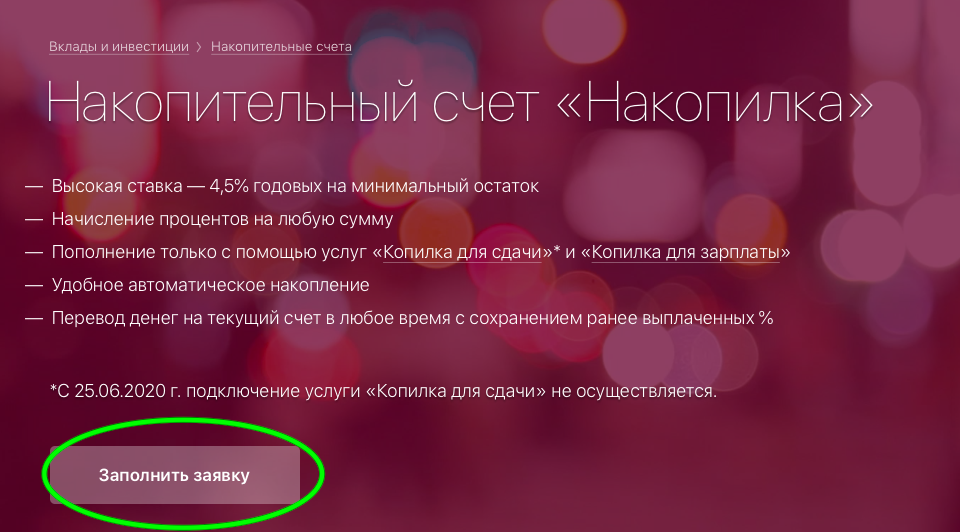 Вклады и инвестиции > Накопительные счета
Накопительный счет «Накопилка»
— Высокая ставка — 4,5% годовых на минимальный остаток
— Начисление процентов на любую сумму
— Пополнение только с помощью услуг «Копилка для сдачи»* и «Копилка для зарплаты»
— Удобное автоматическое накопление
— Перевод денег на текущий счет в любое время с сохранением ранее выплаченных %
*С 25.06.2020 г. подключение услуги «Копилка для сдачи» не осуществляется.
Заполнить заявку